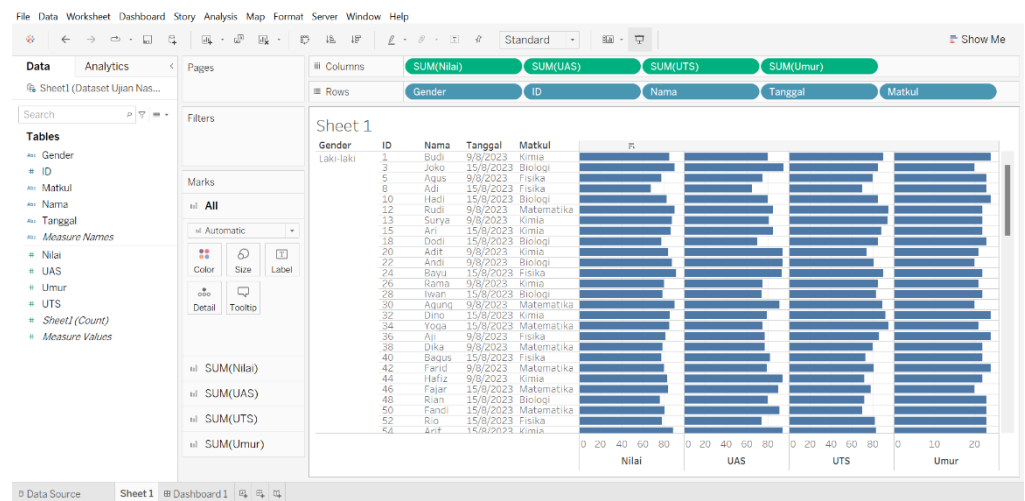 File Data Worksheet Dashboard Story Analysis Map Format Server Window Help
Standard
Show Me
Data Analytics
Sheet1 (Dataset Ujian Nas...
Search
Tables
Abc Gender
# ID
Abc Matkul
Abc Nama
Abc Tanggal
Abc Measure Names
# Nilai
# UAS
# Umur
# UTS
# Sheet1 (Count)
# Measure Values
Pages
Filters
Marks
All
Automatic
Color Size Label
Detail Tooltip
SUM(Nilai)
SUM(UAS)
SUM(UTS)
SUM(Umur)
Columns SUM(Nilai) SUM(UAS) SUM(UTS) SUM(Umur)
Rows Gender ID Nama Tanggal Matkul
Sheet 1
Gender ID Nama Tanggal Matkul
Laki-laki 1 Budi 9/8/2023 Kimia
3 Joko 15/8/2023 Biologi
5 Agus 9/8/2023 Fisika
8 Adi 15/8/2023 Fisika
10 Hadi 15/8/2023 Biologi
12 Rudi 9/8/2023 Matematika
13 Surya 9/8/2023 Kimia
15 Ari 15/8/2023 Kimia
18 Dodi 15/8/2023 Biologi
20 Adit 9/8/2023 Kimia
22 Andi 9/8/2023 Biologi
24 Bayu 15/8/2023 Fisika
26 Rama 9/8/2023 Kimia
28 Iwan 15/8/2023 Biologi
30 Agung 9/8/2023 Matematika
32 Dino 15/8/2023 Kimia
34 Yoga 15/8/2023 Matematika
36 Aji 9/8/2023 Fisika
38 Dika 9/8/2023 Matematika
40 Bagus 15/8/2023 Fisika
42 Farid 9/8/2023 Matematika
44 Hafiz 9/8/2023 Kimia
46 Fajar 15/8/2023 Matematika
48 Rian 15/8/2023 Biologi
50 Fandi 15/8/2023 Matematika
52 Rio 15/8/2023 Fisika
54 Arif 15/8/2023 Kimia
0 20 40 60 80 0 20 40 60 80 0 20 40 60 80 0 10 20
Nilai UAS UTS Umur
Data Source Sheet 1 Dashboard 1